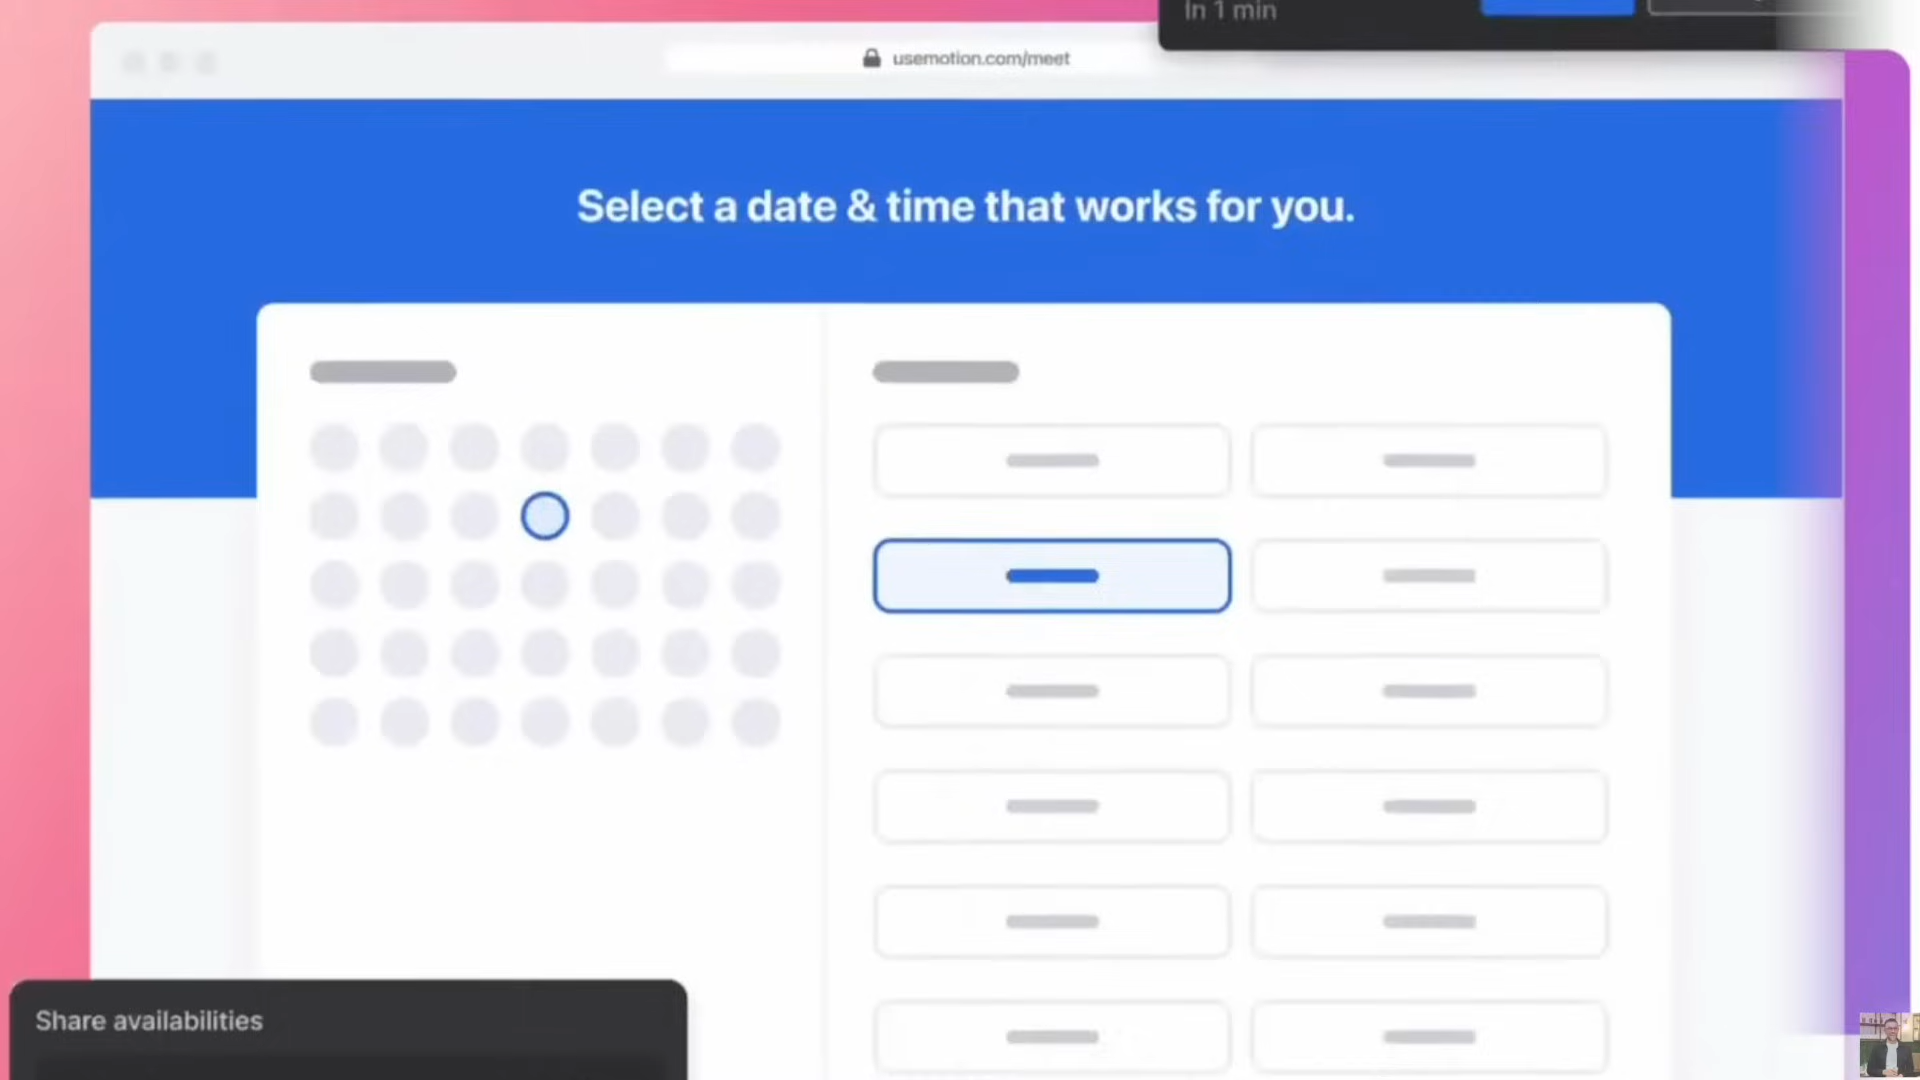 In 1 min
usemotion.com/meet
Select a date & time that works for you.
Share availabilities